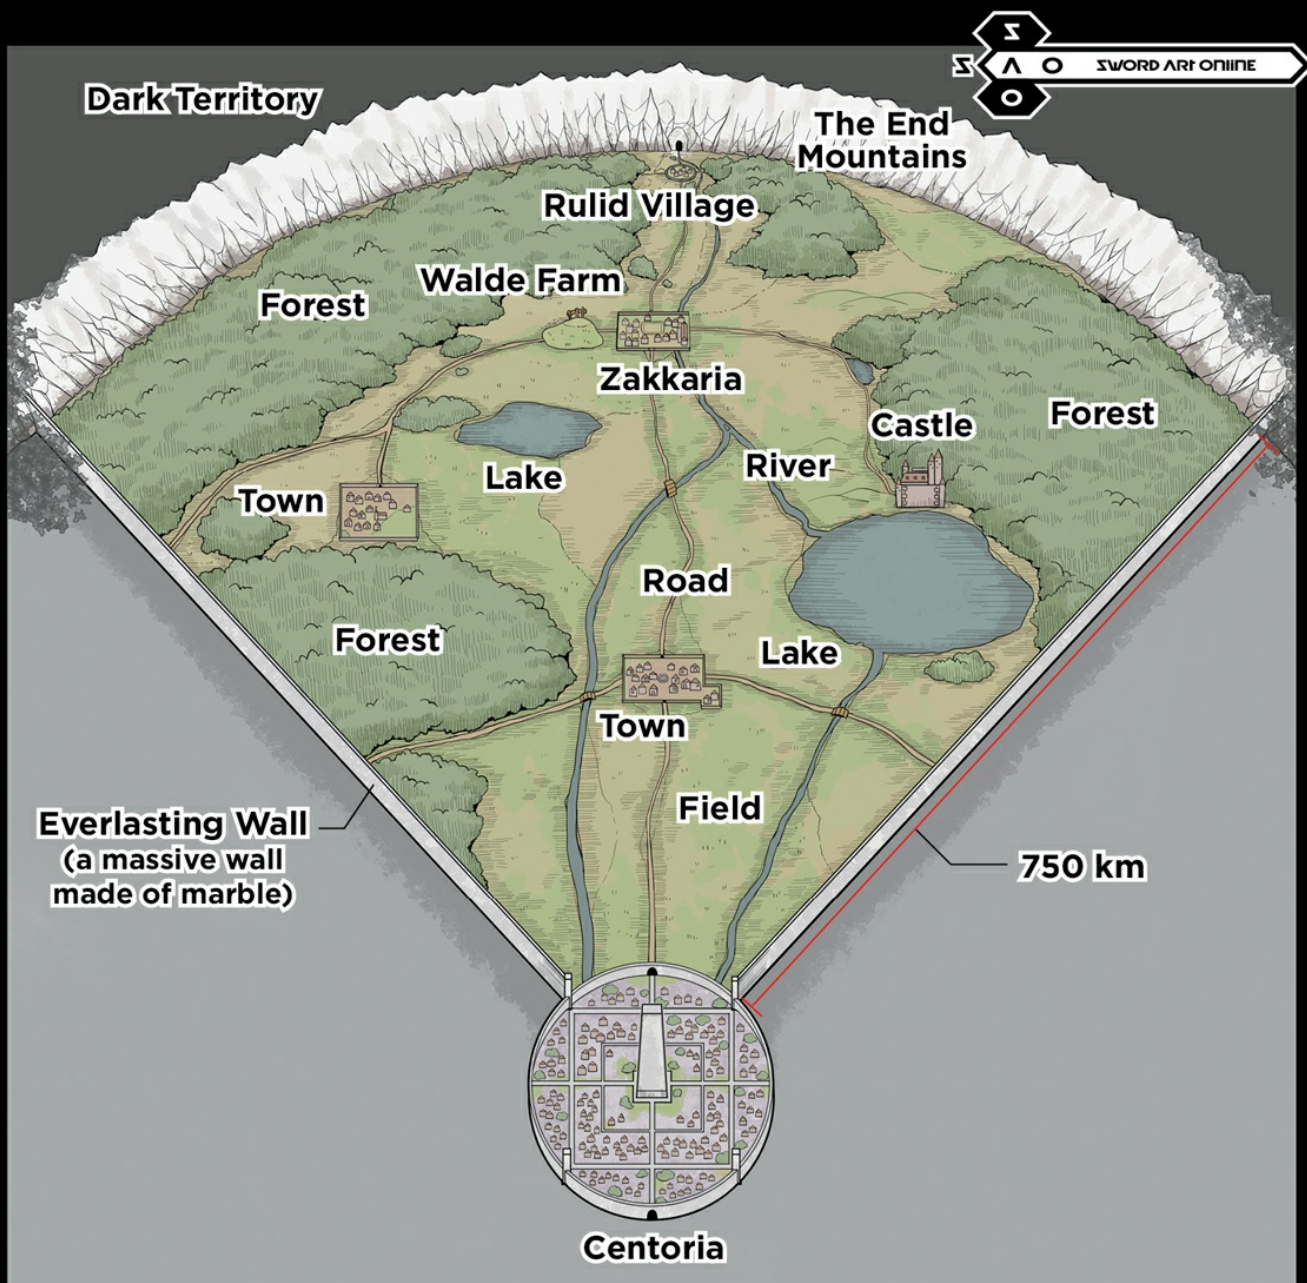 S
S A O SWORD ART ONLINE
O
Dark Territory
The End
Mountains
Rulid Village
Walde Farm
Forest
Zakkaria
Forest
Castle
River
Lake
Town
Road
Forest
Lake
Town
Field
Everlasting Wall
(a massive wall
made of marble)
750 km
Centoria